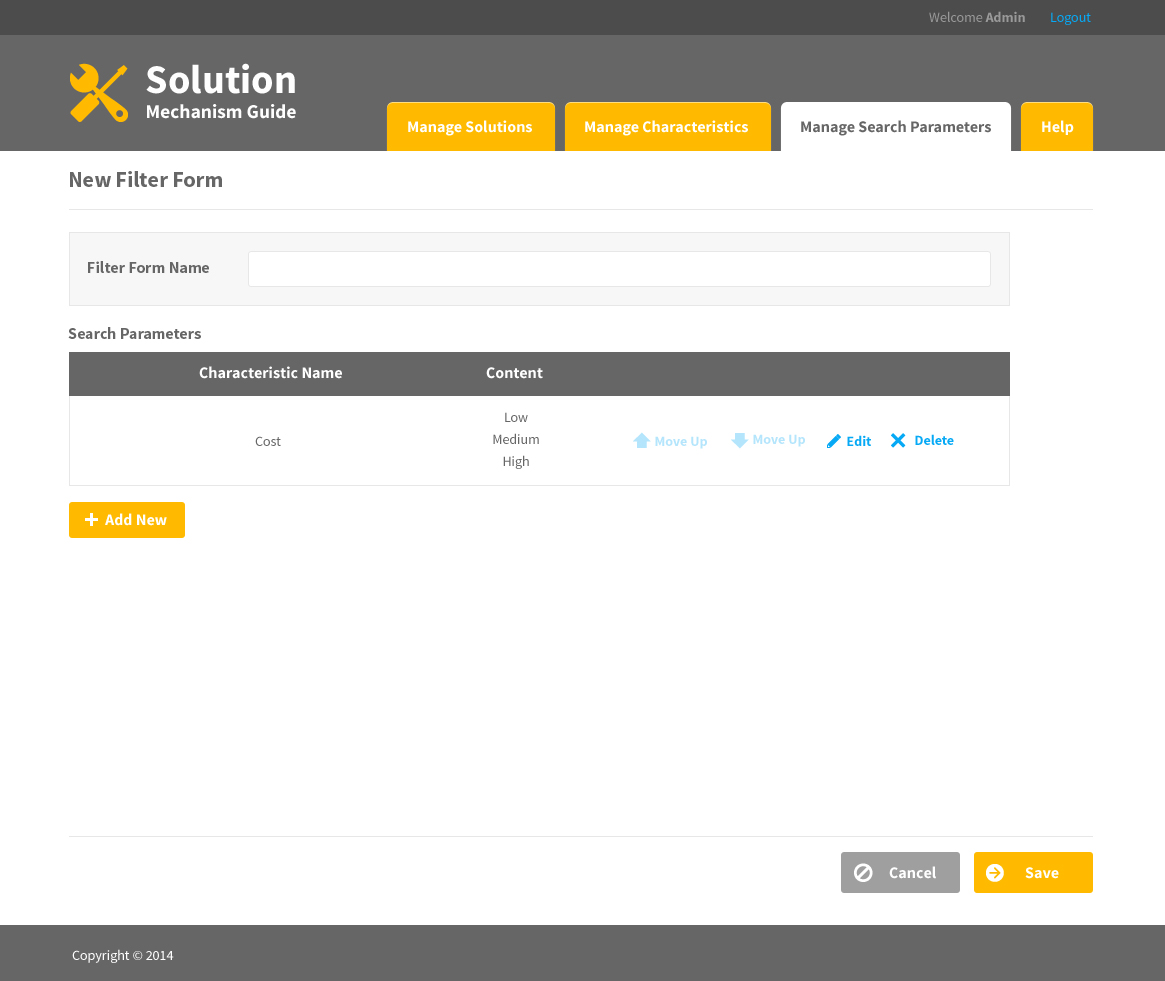 Welcome Admin Logout
Solution
Mechanism Guide
Manage Solutions Manage Characteristics Manage Search Parameters Help
New Filter Form
Filter Form Name
Search Parameters
Characteristic Name Content
Low
Medium
High
Cost
Move Up Move Up Edit Delete
Add New
Cancel Save
Copyright © 2014